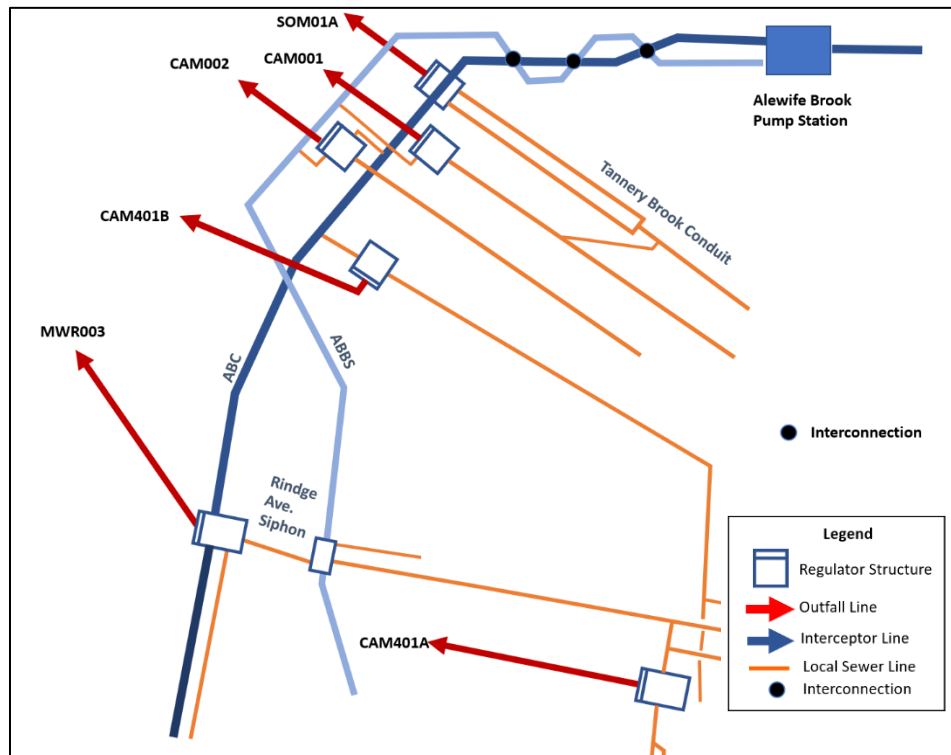 SOM01A
CAM002
CAM001
Alewife Brook
Pump Station
Tannery Brook Conduit
CAM401B
MWR003
ABC
ABBS
Interconnection
Rindge
Ave.
Siphon
Legend
Regulator Structure
Outfall Line
Interceptor Line
Local Sewer Line
Interconnection
CAM401A